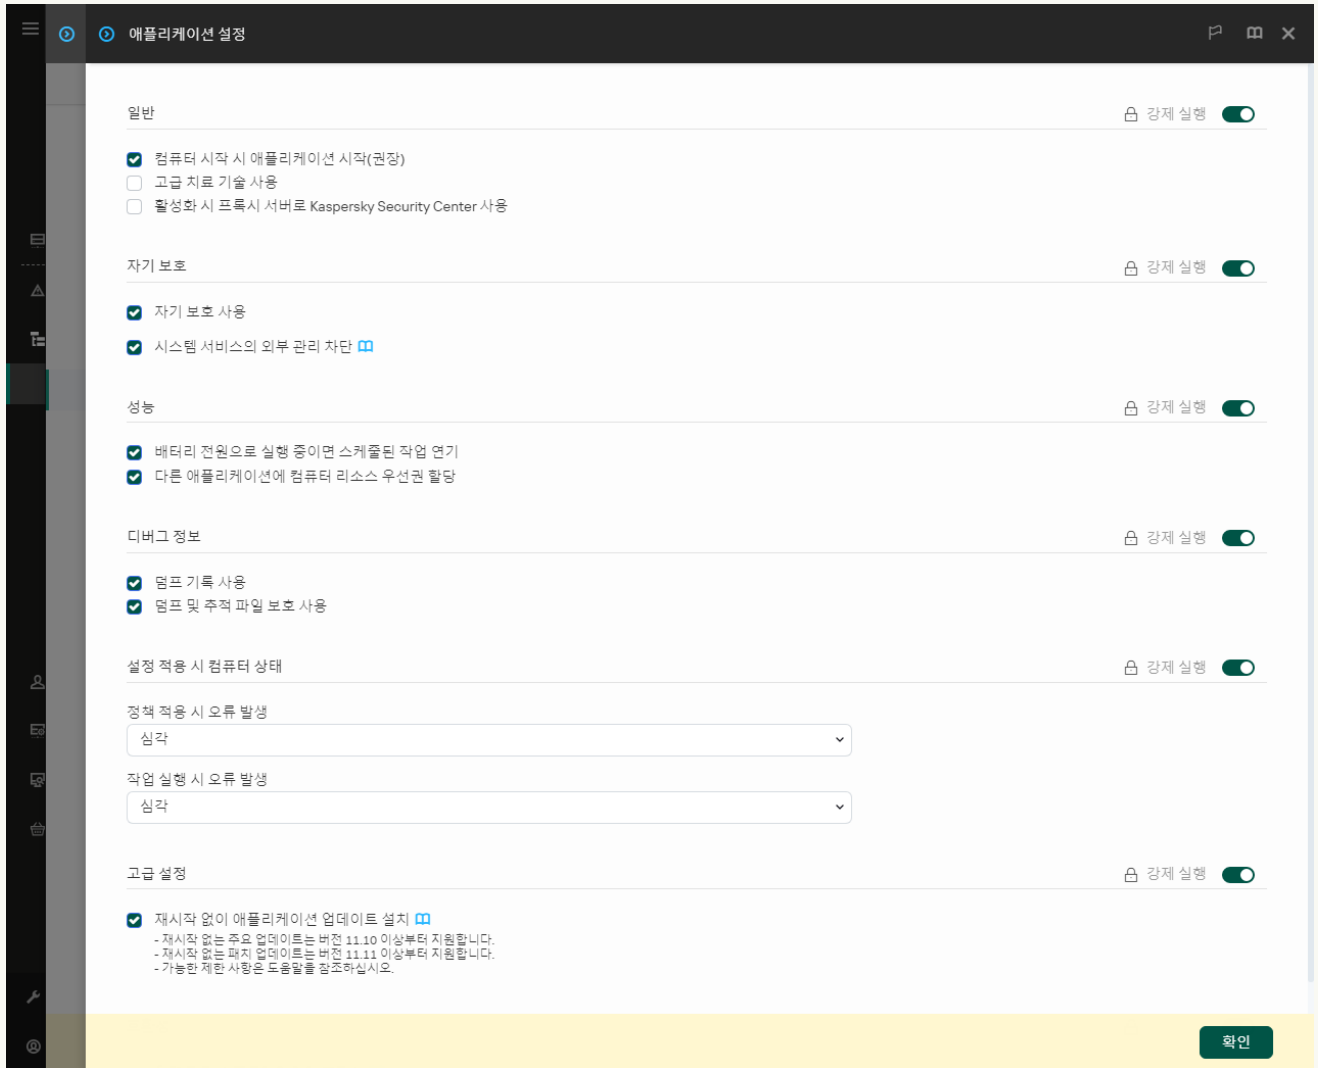 애플리케이션 설정
일반
강제 실행
컴퓨터 시작 시 애플리케이션 시작(권장)
고급 치료 기술 사용
활성화 시 프록시 서버로 Kaspersky Security Center 사용
자기 보호
강제 실행
자기 보호 사용
시스템 서비스의 외부 관리 차단
성능
강제 실행
배터리 전원으로 실행 중이면 스케줄된 작업 연기
다른 애플리케이션에 컴퓨터 리소스 우선권 할당
디버그 정보
강제 실행
덤프 기록 사용
덤프 및 추적 파일 보호 사용
설정 적용 시 컴퓨터 상태
강제 실행
정책 적용 시 오류 발생
심각
작업 실행 시 오류 발생
심각
고급 설정
강제 실행
재시작 없이 애플리케이션 업데이트 설치
- 재시작 없는 주요 업데이트는 버전 11.10 이상부터 지원합니다.
- 재시작 없는 패치 업데이트는 버전 11.11 이상부터 지원합니다.
- 가능한 제한 사항은 도움말을 참조하십시오.
확인